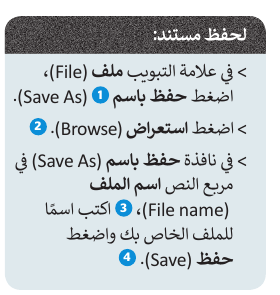 لحفظ مستند:
> في علامة التبويب ملف (File)،
اضغط حفظ باسم 1 (Save As).
> اضغط استعراض (Browse). 2
> في نافذة حفظ باسم (Save As) في
مربع النص اسم الملف
(File name)، 3 اكتب اسمًا
للملف الخاص بك واضغط
حفظ (Save). 4